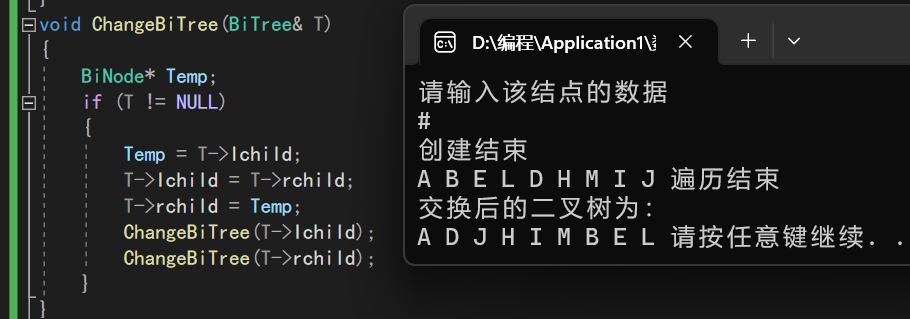 void ChangeBiTree(BiTree& T)
{
BiNode* Temp;
if (T != NULL)
{
Temp = T->lchild;
T->lchild = T->rchild;
T->rchild = Temp;
ChangeBiTree(T->lchild);
ChangeBiTree(T->rchild);
}
}
D:\编程\Application1\
请输入该结点的数据
#
创建结束
A B E L D H M I J 遍历结束
交换后的二叉树为:
A D J H I M B E L 请按任意键继续. .